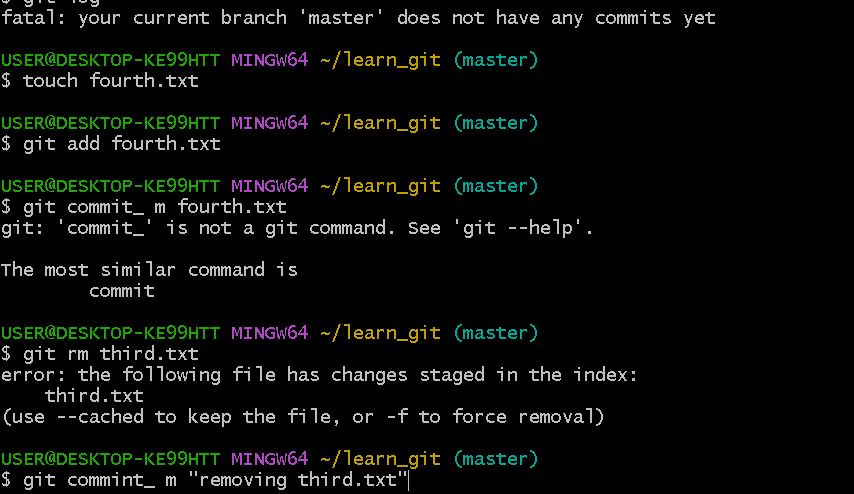 fatal: your current branch 'master' does not have any commits yet
USER@DESKTOP-KE99HTT MINGW64 ~/learn_git (master)
$ touch fourth.txt
USER@DESKTOP-KE99HTT MINGW64 ~/learn_git (master)
$ git add fourth.txt
USER@DESKTOP-KE99HTT MINGW64 ~/learn_git (master)
$ git commit_ m fourth.txt
git: 'commit_' is not a git command. See 'git --help'.
The most similar command is
commit
USER@DESKTOP-KE99HTT MINGW64 ~/learn_git (master)
$ git rm third.txt
error: the following file has changes staged in the index:
third.txt
(use --cached to keep the file, or -f to force removal)
USER@DESKTOP-KE99HTT MINGW64 ~/learn_git (master)
$ git commint_ m "removing third.txt"